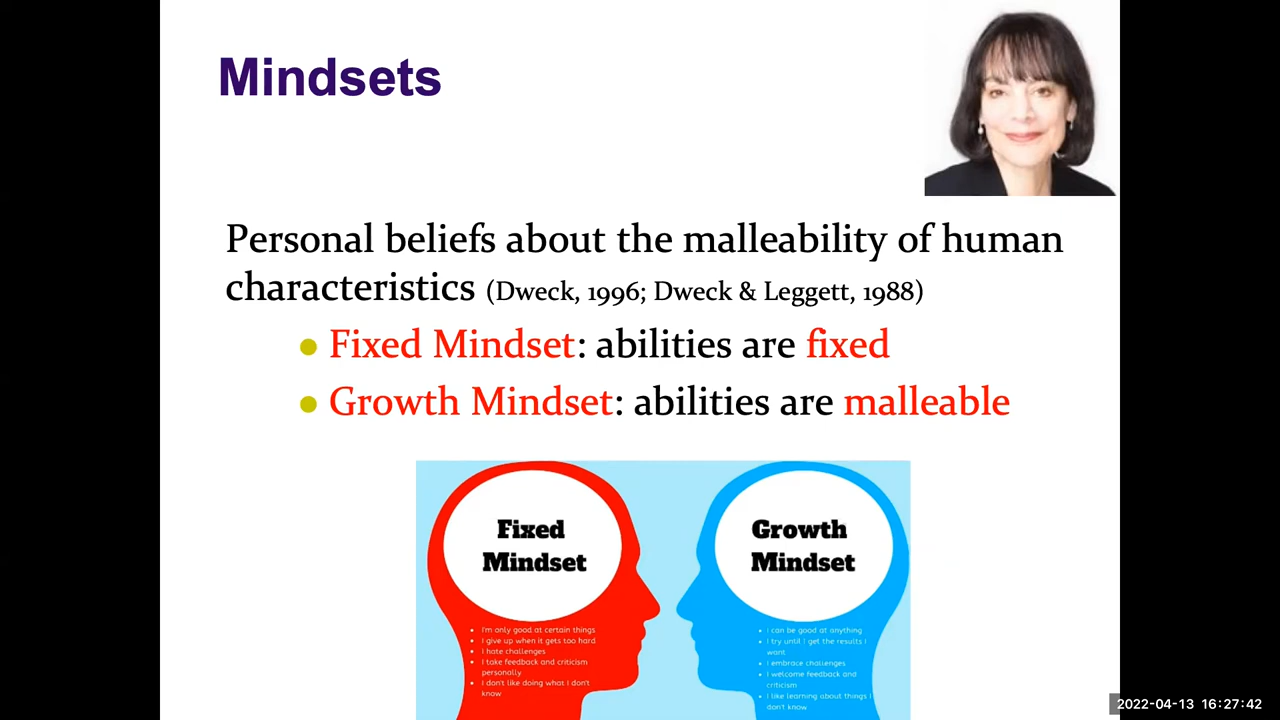 Mindsets
Personal beliefs about the malleability of human
characteristics (Dweck, 1996; Dweck & Leggett, 1988)
● Fixed Mindset: abilities are fixed
● Growth Mindset: abilities are malleable
Fixed
Mindset
• I'm only good at certain things
• I give up when it gets too hard
• I hate challenges
• I take feedback and criticism
personally
• I don't like doing what I don't
know
Growth
Mindset
• I can be good at anything
• I try until I get the results I
want
• I embrace challenges
• I welcome feedback and
criticism
• I like learning about things I
don't know
2022-04-13 16:27:42